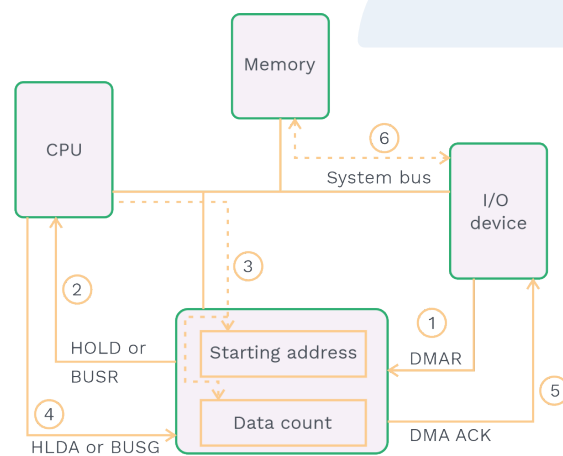 Memory
CPU
6
System bus
I/O
device
3
2
1
Starting address
HOLD or
BUSR
DMAR
4
5
Data count
HLDA or BUSG
DMA ACK